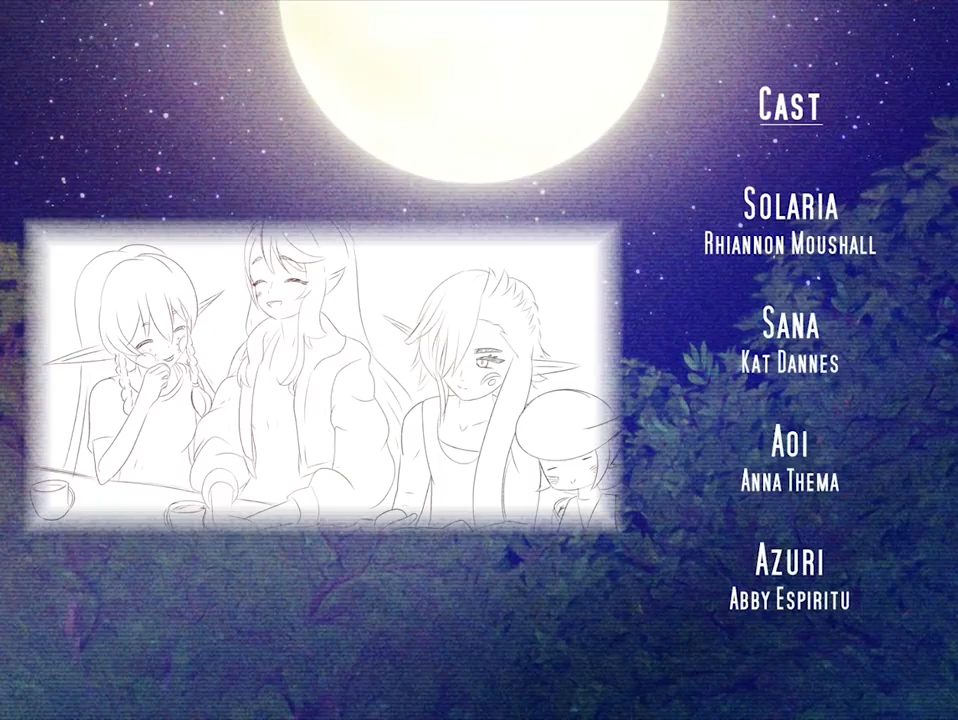 Cast
Solaria
Rhiannon Moushall
Sana
Kat Dannes
Aoi
Anna Thema
Azuri
Abby Espiritu